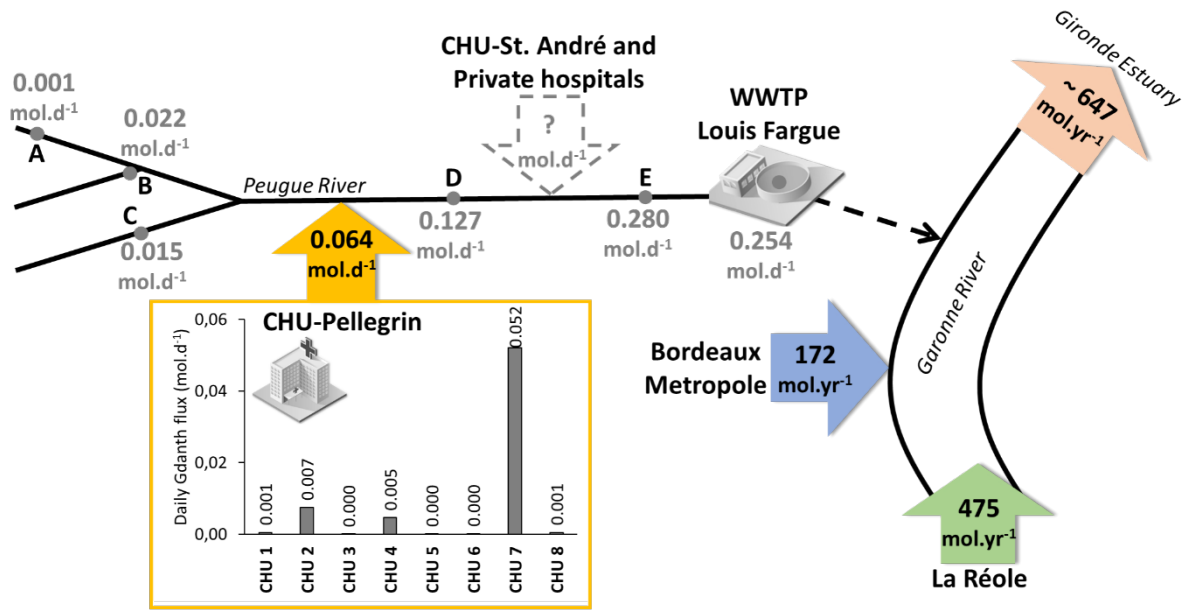 0.001
mol.d⁻¹
A
0.022
mol.d⁻¹
B
C
0.015
mol.d⁻¹
Peugue River
CHU-St. André and
Private hospitals
?
mol.d⁻¹
D
0.127
mol.d⁻¹
E
0.280
mol.d⁻¹
WWTP
Louis Fargue
0.254
mol.d⁻¹
Gironde Estuary
~ 647
mol.yr⁻¹
Garonne River
Bordeaux
Metropole
172
mol.yr⁻¹
475
mol.yr⁻¹
La Réole
0.064
mol.d⁻¹
CHU-Pellegrin
Daily Gdanth flux (mol.d⁻¹)
0,06
0,04
0,02
0,00
0.001
0.007
0.000
0.005
0.000
0.000
0.052
0.001
CHU 1
CHU 2
CHU 3
CHU 4
CHU 5
CHU 6
CHU 7
CHU 8